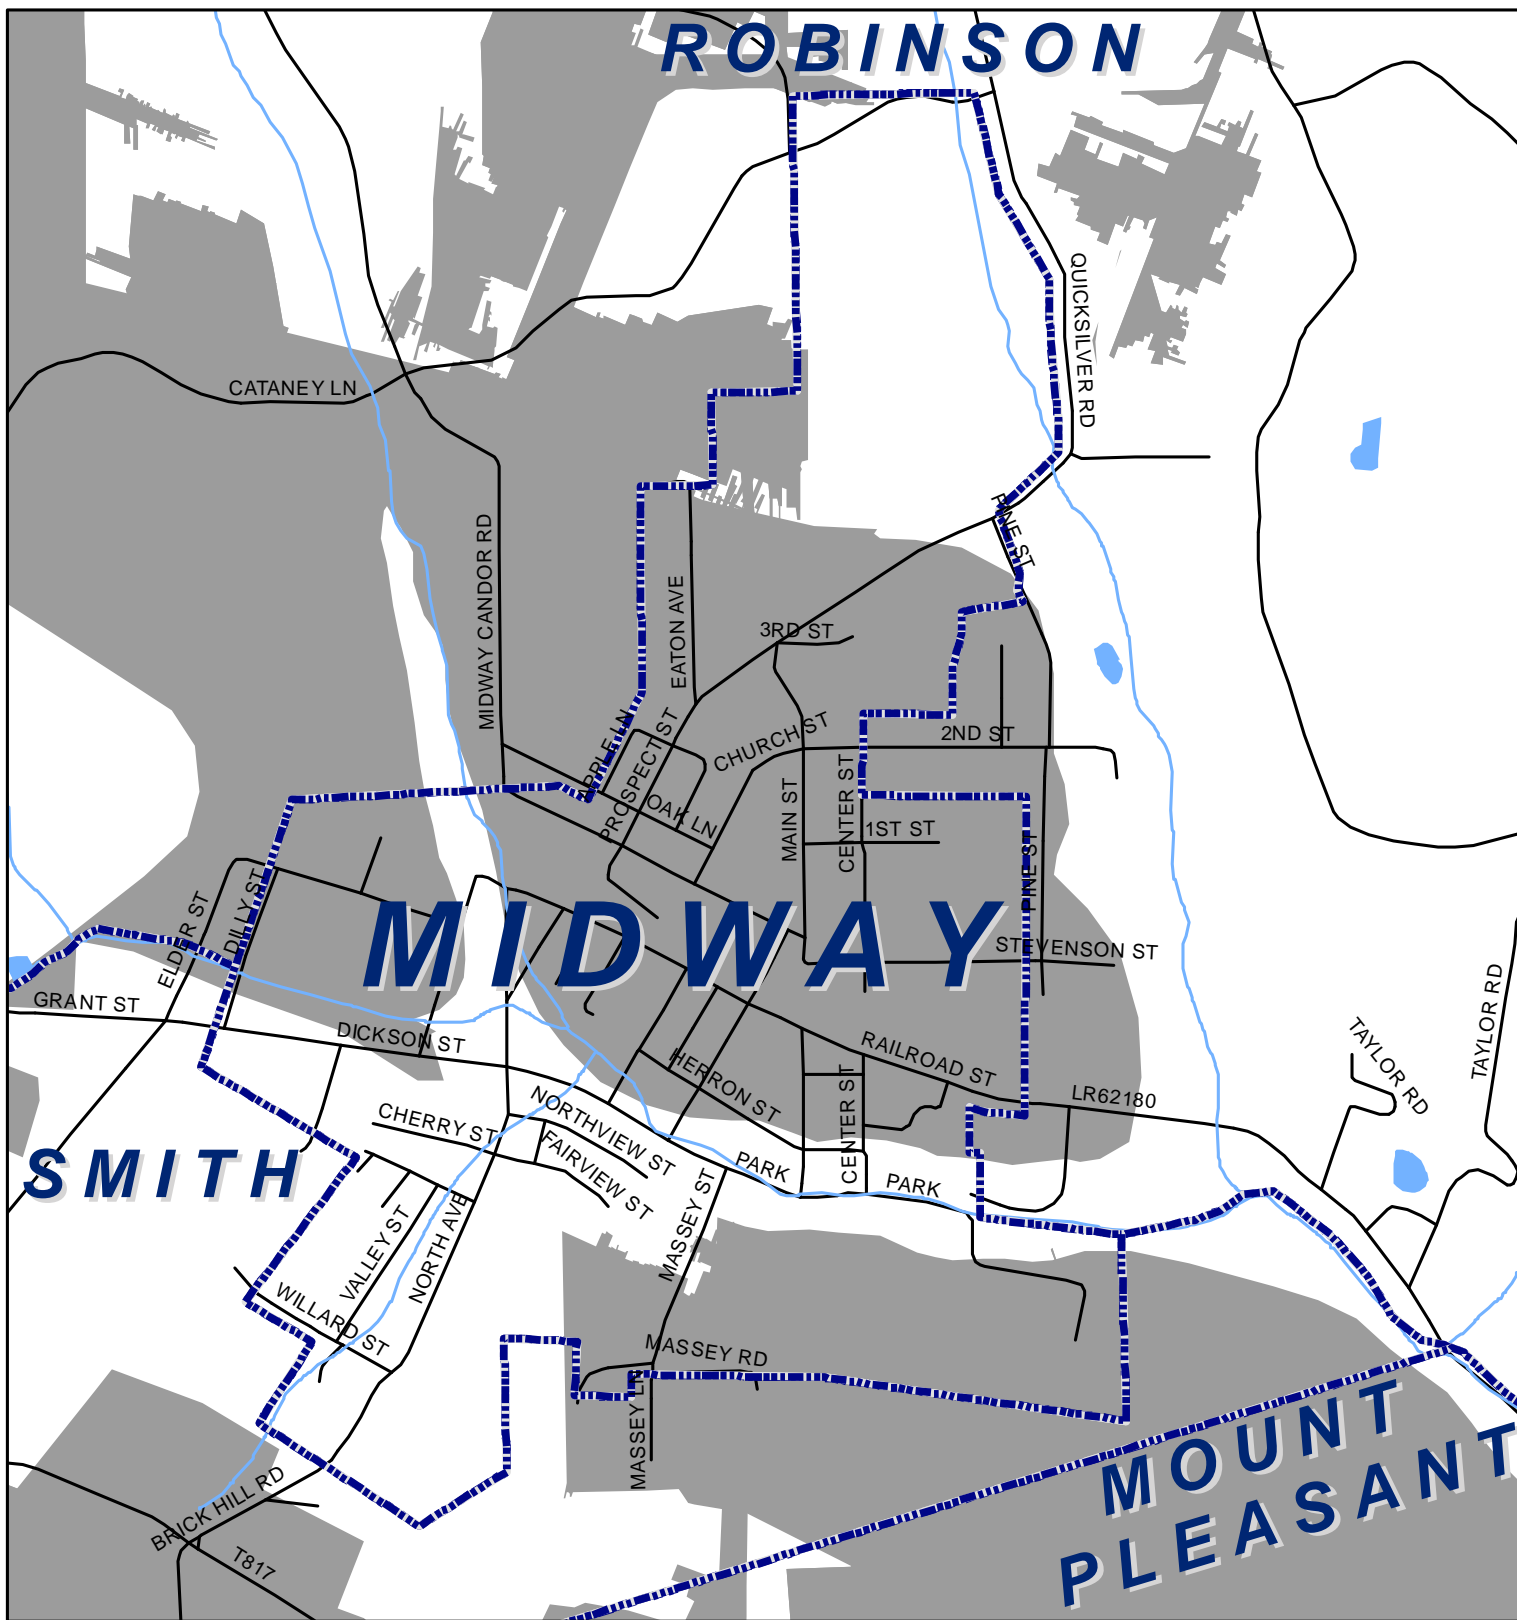 ROBINSON
QUICKSILVER RD
CATANEY LN
PINE ST
MIDWAY CANDOR RD
EATON AVE
3RD ST
APPLE LN
PROSPECT ST
CHURCH ST
2ND ST
OAK LN
MAIN ST
CENTER ST
1ST ST
PINE ST
ELDER ST
DILLY ST
MIDWAY
STEVENSON ST
GRANT ST
DICKSON ST
RAILROAD ST
HERRON ST
LR62180
TAYLOR RD
TAYLOR RD
CHERRY ST
NORTHVIEW ST
FAIRVIEW ST
CENTER ST
PARK
PARK
SMITH
MASSEY ST
VALLEY ST
NORTH AVE
WILLARD ST
MASSEY RD
MASSEY LN
MOUNT
PLEASANT
BRICK HILL RD
T817